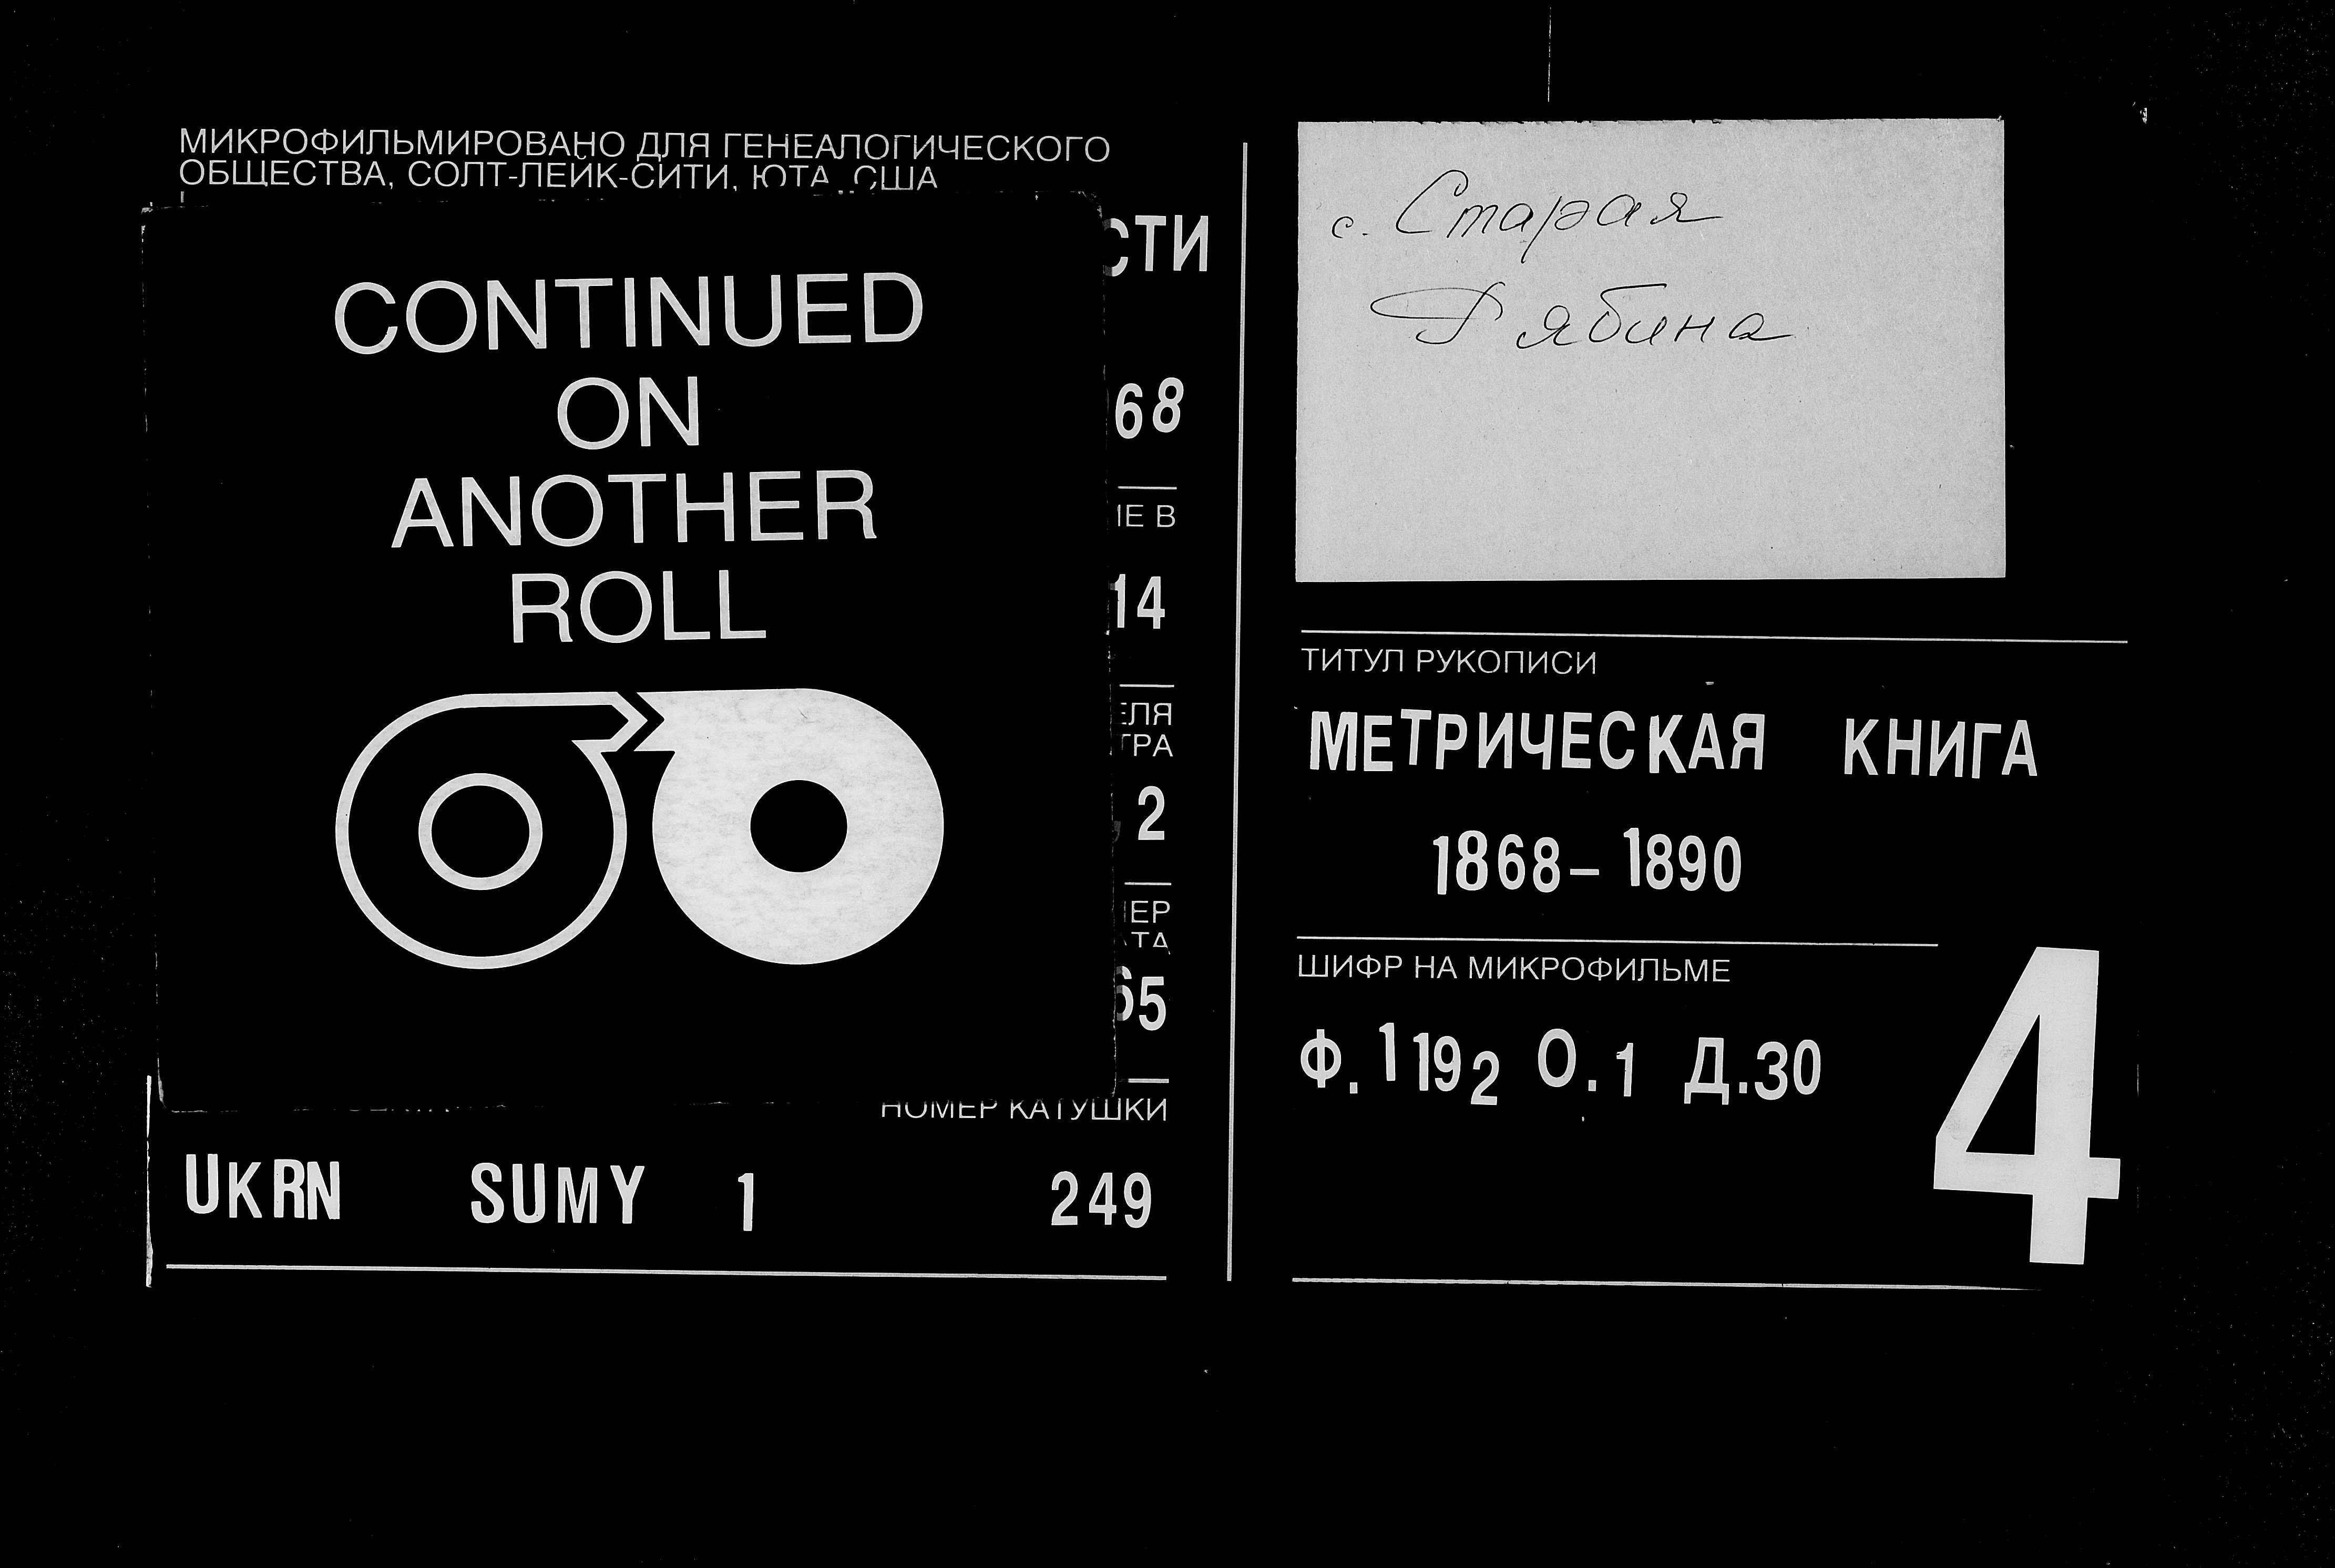 МИКРОФИЛЬМИРОВАНО ДЛЯ ГЕНЕАЛОГИЧЕСКОГО
ОБЩЕСТВА, СОЛТ-ЛЕЙК-СИТИ, ЮТА, США
CONTINUED
ON
ANOTHER
ROLL
СТИ
68
IE В
14
ЕЛЯ
ТРА
2
ЕР
ТА
65
НОМЕР КАТУШКИ
UKRN SUMY 1 249
с. Старая
Рябина
ТИТУЛ РУКОПИСИ
МЕТРИЧЕСКАЯ КНИГА
1868-1890
ШИФР НА МИКРОФИЛЬМЕ
Ф.1192 О.1 Д.30
4